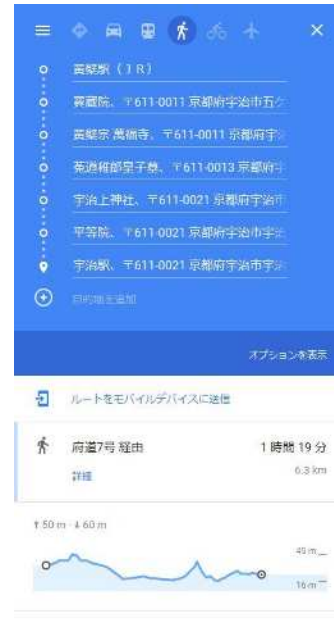 黄檗駅（JR）
寳蔵院、〒611-0011 京都府宇治市五ケ
黄檗宗 萬福寺、〒611-0011 京都府宇
菟道稚郎皇子墓、〒611-0013 京都府宇
宇治上神社、〒611-0021 京都府宇治市
平等院、〒611-0021 京都府宇治市宇治
宇治駅、〒611-0021 京都府宇治市宇治
目的地を追加
オプションを表示
ルートをモバイルデバイスに送信
府道7号 経由 1 時間 19 分
詳細 6.3 km
↑ 50 m · ↓ 60 m
49 m
16 m